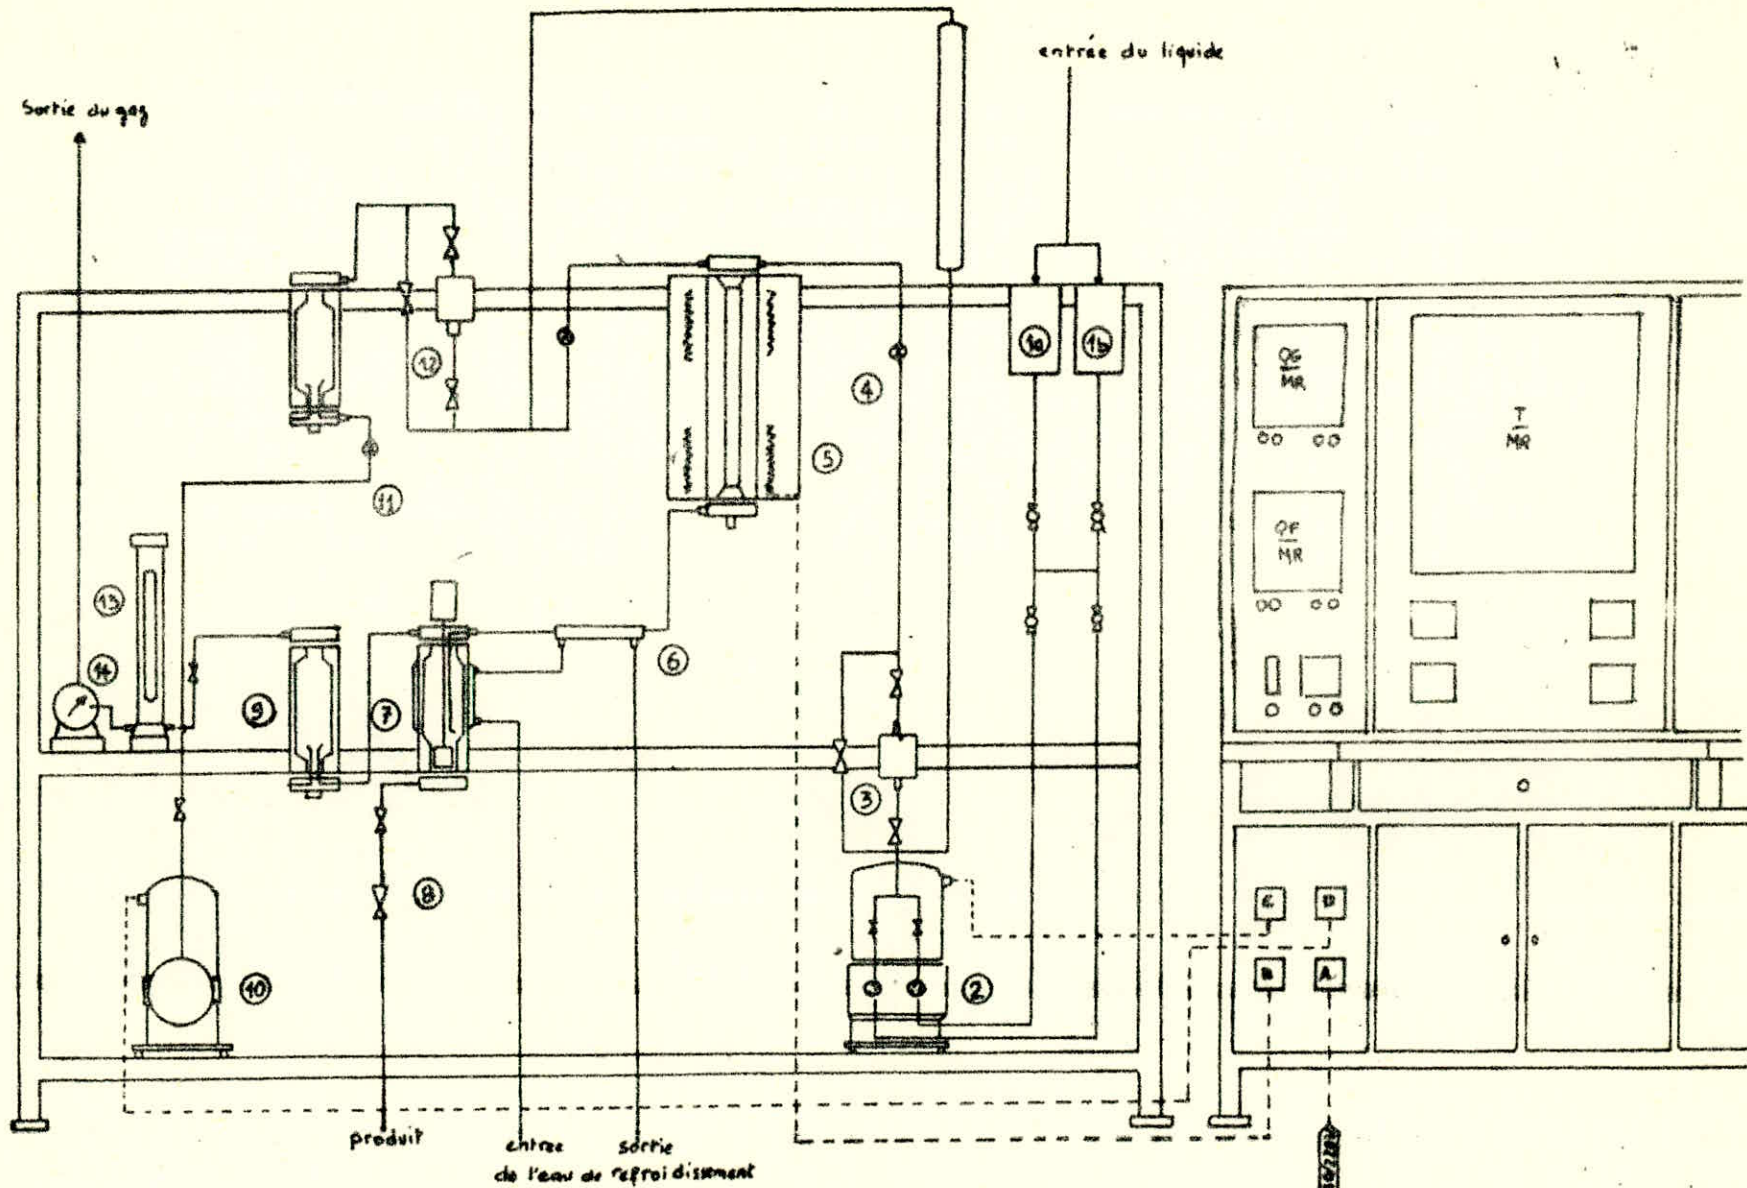 entrée du liquide
Sortie du gaz
1a
1b
QG
MR
T
MR
12
4
5
11
QF
MR
13
14
6
9
7
3
8
C
D
B
A
10
2
produit
entree sortie
de l'eau de refroidissement